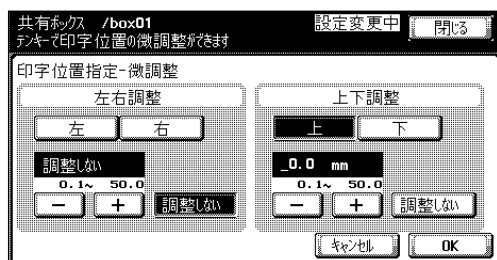 共有ﾎﾞｯｸｽ /box01
設定変更中
閉じる
ﾃﾝｷｰで印字位置の微調整ができます
印字位置指定-微調整
左右調整
左
右
調整しない
0.1~ 50.0
－
＋
調整しない
上下調整
上
下
_0.0 mm
0.1~ 50.0
－
＋
調整しない
ｷｬﾝｾﾙ
OK